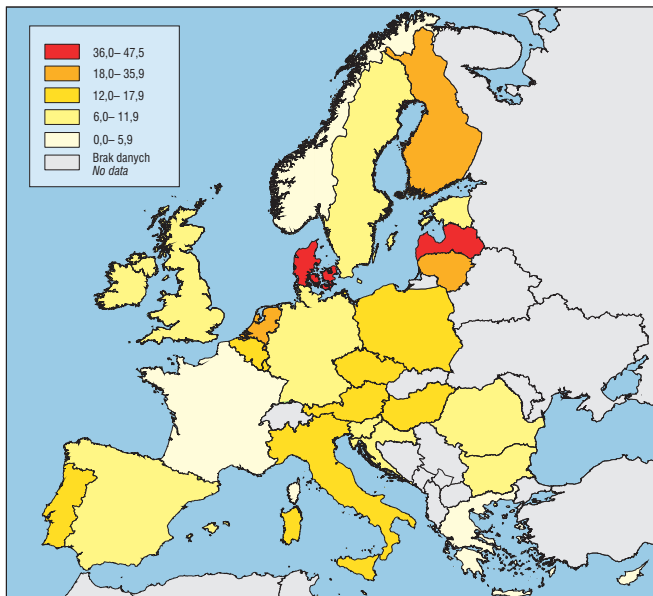 36,0– 47,5
18,0– 35,9
12,0– 17,9
6,0– 11,9
0,0– 5,9
Brak danych
No data